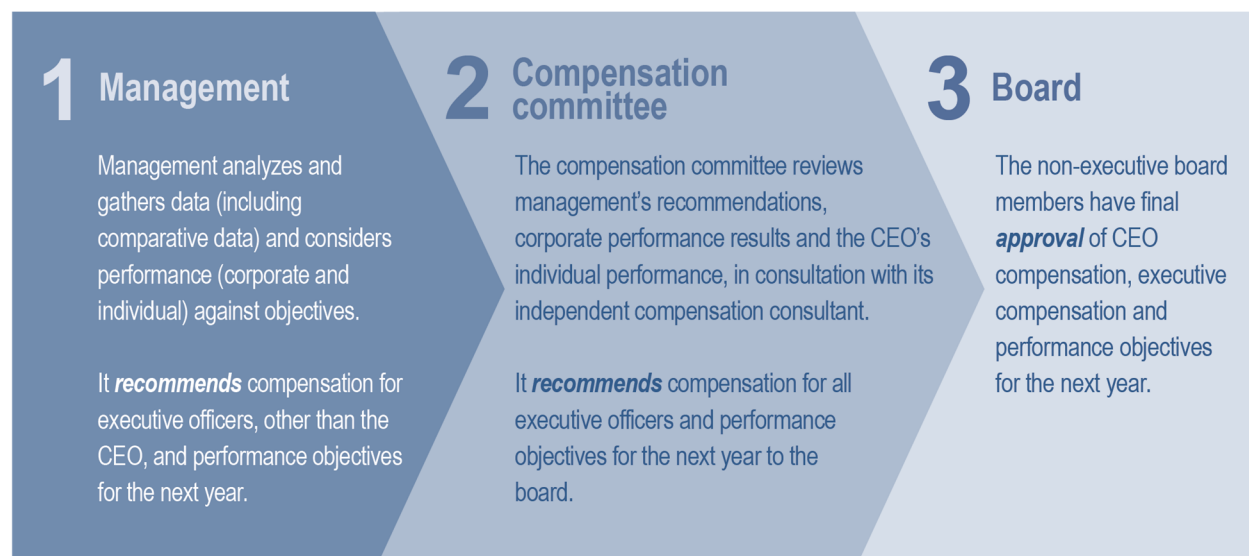 1 Management
Management analyzes and
gathers data (including
comparative data) and considers
performance (corporate and
individual) against objectives.
It recommends compensation for
executive officers, other than the
CEO, and performance objectives
for the next year.
2 Compensation
committee
The compensation committee reviews
management’s recommendations,
corporate performance results and the CEO’s
individual performance, in consultation with its
independent compensation consultant.
It recommends compensation for all
executive officers and performance
objectives for the next year to the
board.
3 Board
The non-executive board
members have final
approval of CEO
compensation, executive
compensation and
performance objectives
for the next year.